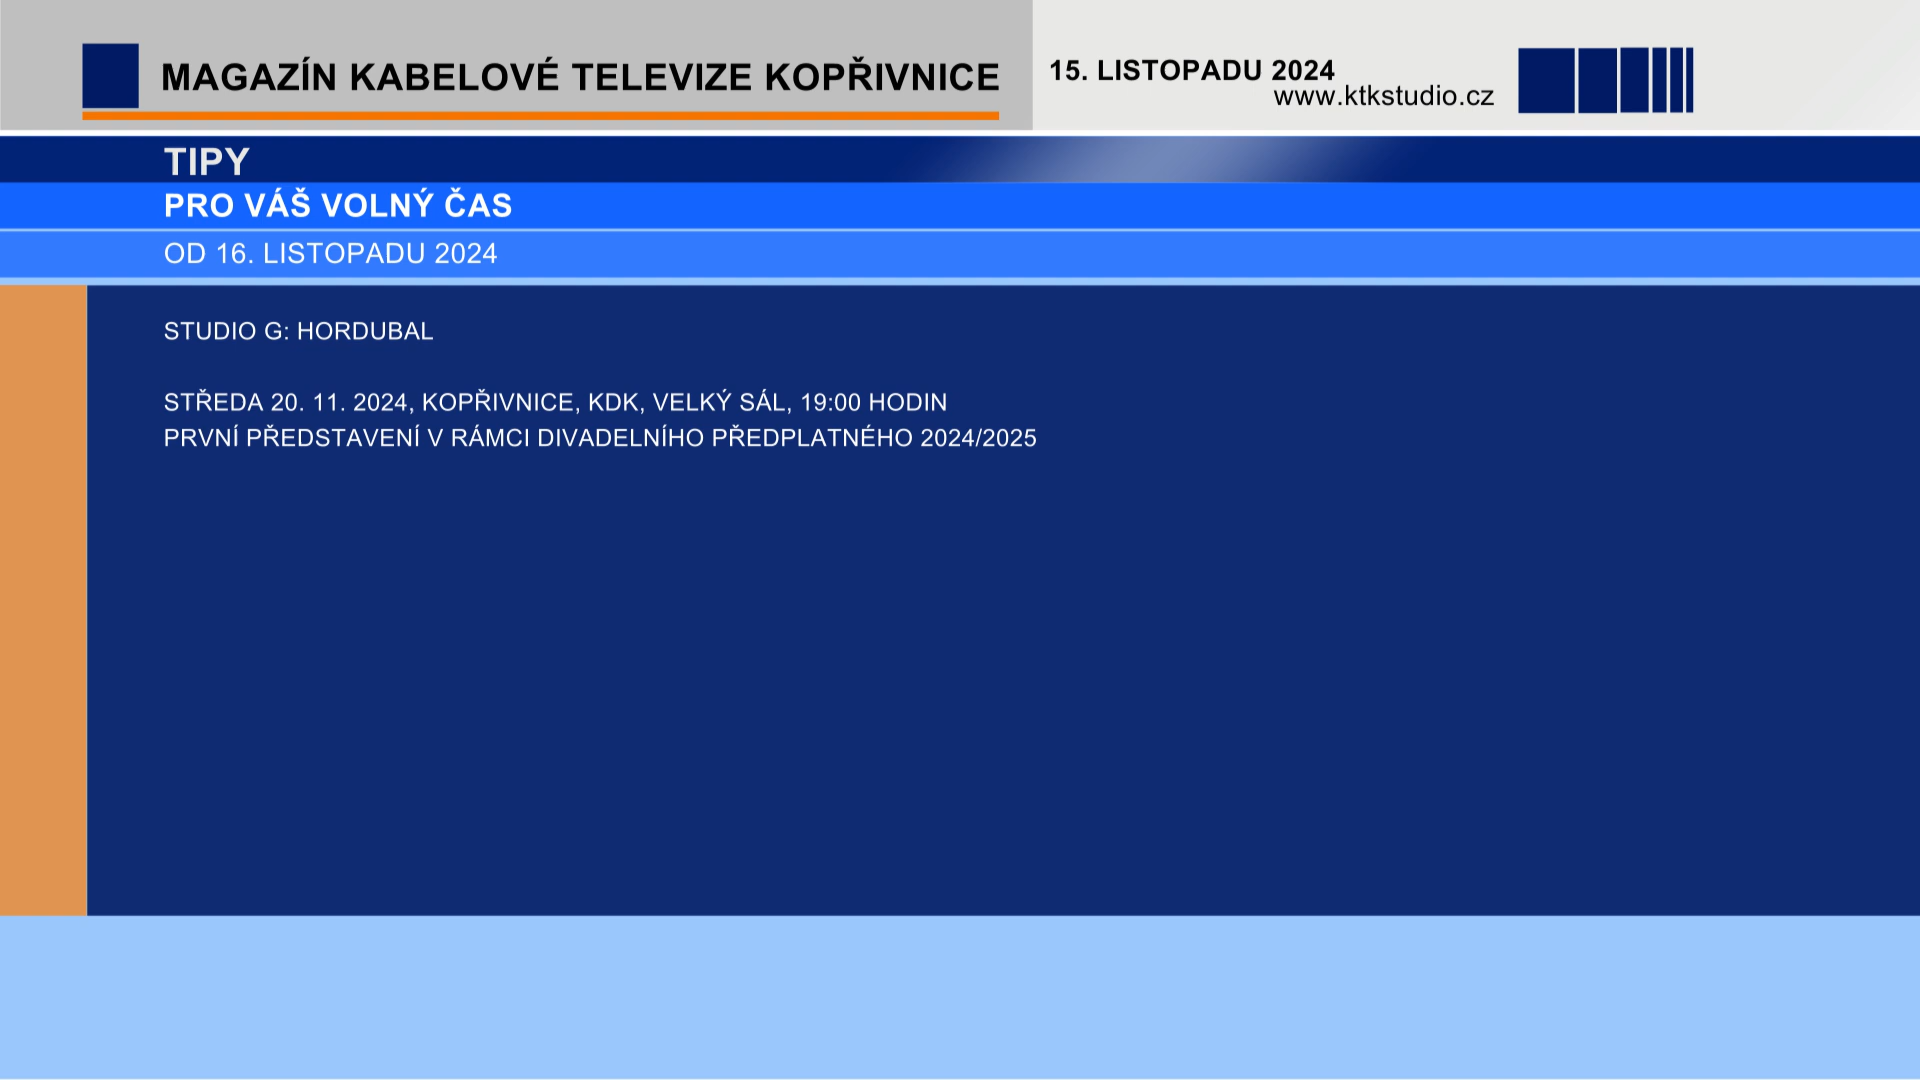 MAGAZÍN KABELOVÉ TELEVIZE KOPŘIVNICE
15. LISTOPADU 2024
www.ktkstudio.cz
TIPY
PRO VÁŠ VOLNÝ ČAS
OD 16. LISTOPADU 2024
STUDIO G: HORDUBAL
STŘEDA 20. 11. 2024, KOPŘIVNICE, KDK, VELKÝ SÁL, 19:00 HODIN
PRVNÍ PŘEDSTAVENÍ V RÁMCI DIVADELNÍHO PŘEDPLATNÉHO 2024/2025